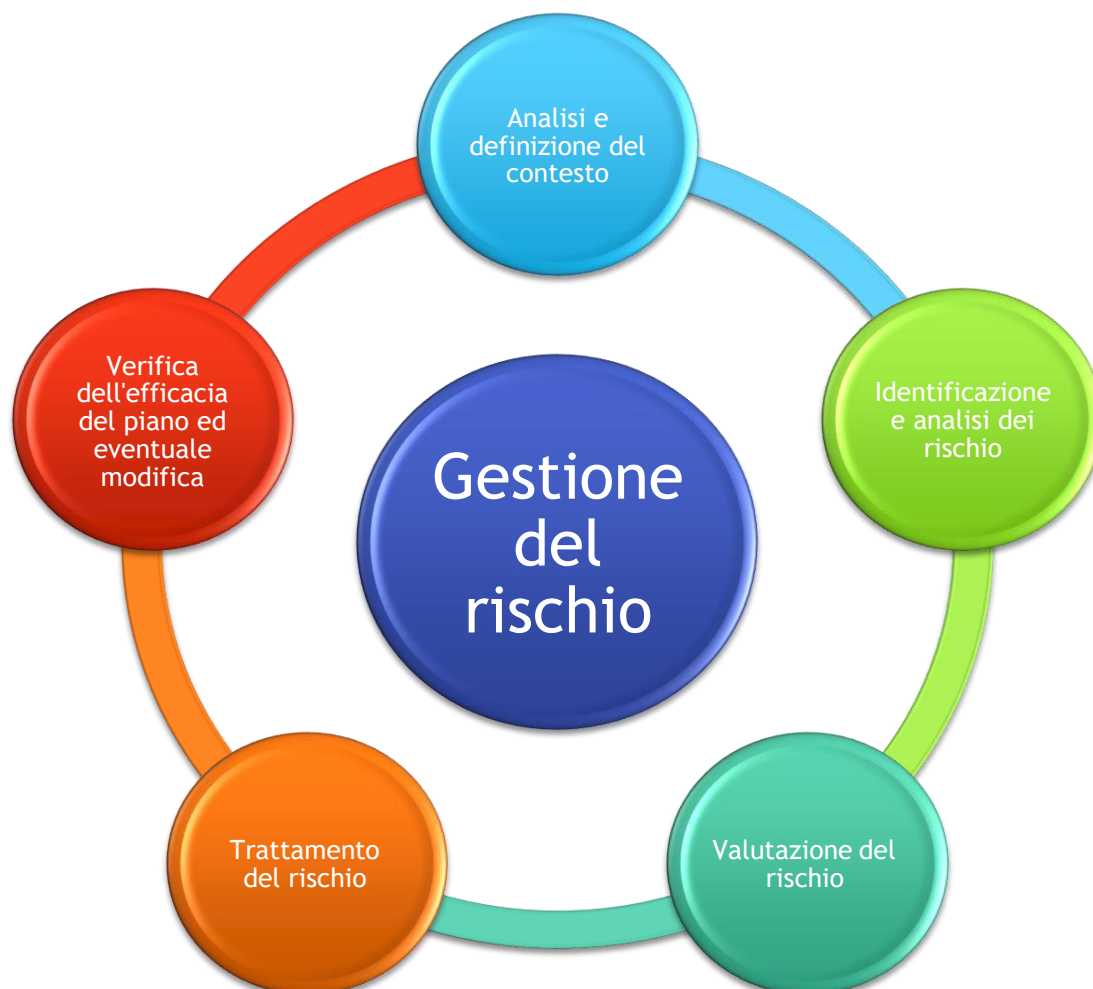 Analisi e
definizione del
contesto
Identificazione
e analisi dei
rischio
Valutazione del
rischio
Trattamento
del rischio
Verifica
dell'efficacia
del piano ed
eventuale
modifica
Gestione
del
rischio